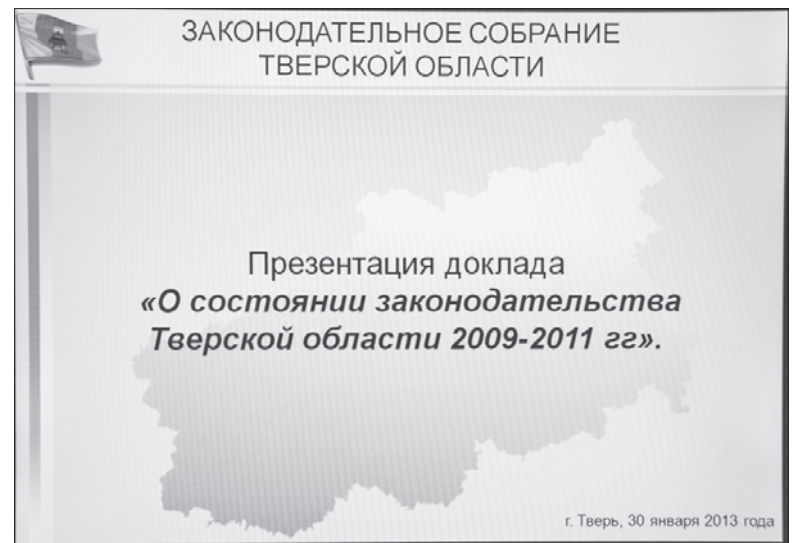 ЗАКОНОДАТЕЛЬНОЕ СОБРАНИЕ
ТВЕРСКОЙ ОБЛАСТИ
Презентация доклада
«О состоянии законодательства
Тверской области 2009-2011 гг».
г. Тверь, 30 января 2013 года